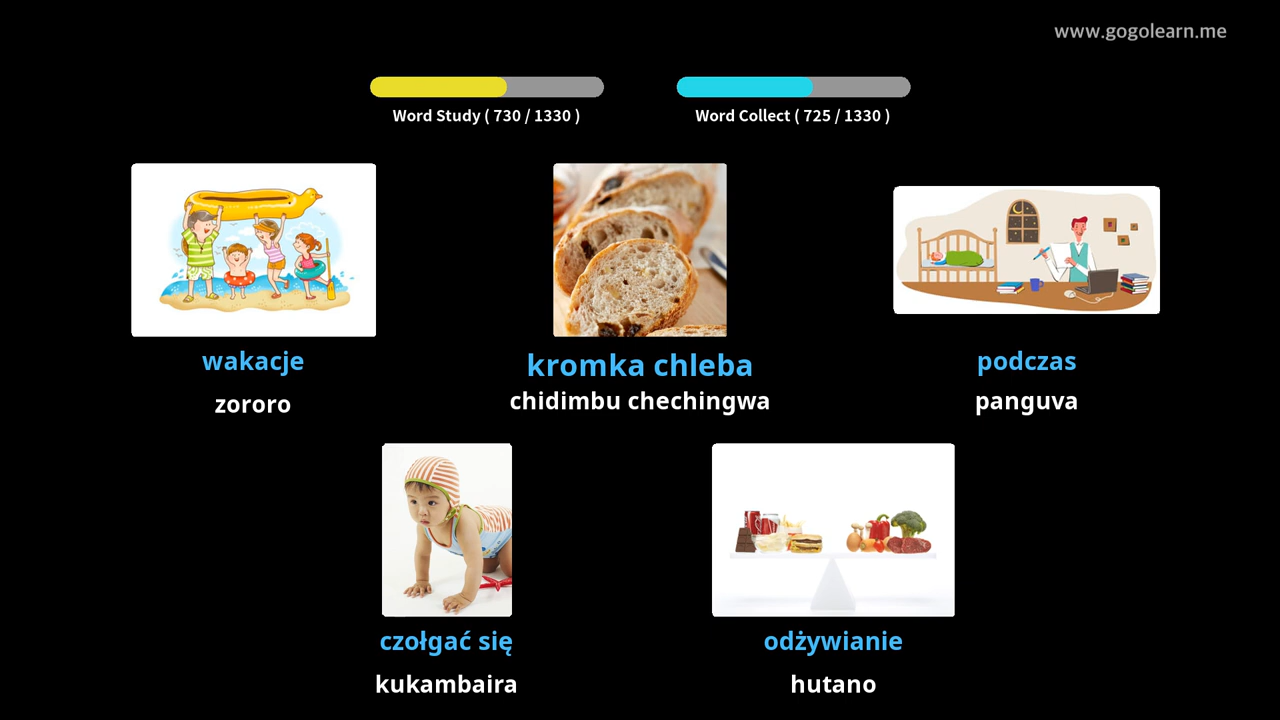 www.gogolearn.me
Word Study ( 730 / 1330 )
Word Collect ( 725 / 1330 )
wakacje
zororo
kromka chleba
chidimbu chechingwa
podczas
panguva
czołgać się
kukambaira
odżywianie
hutano